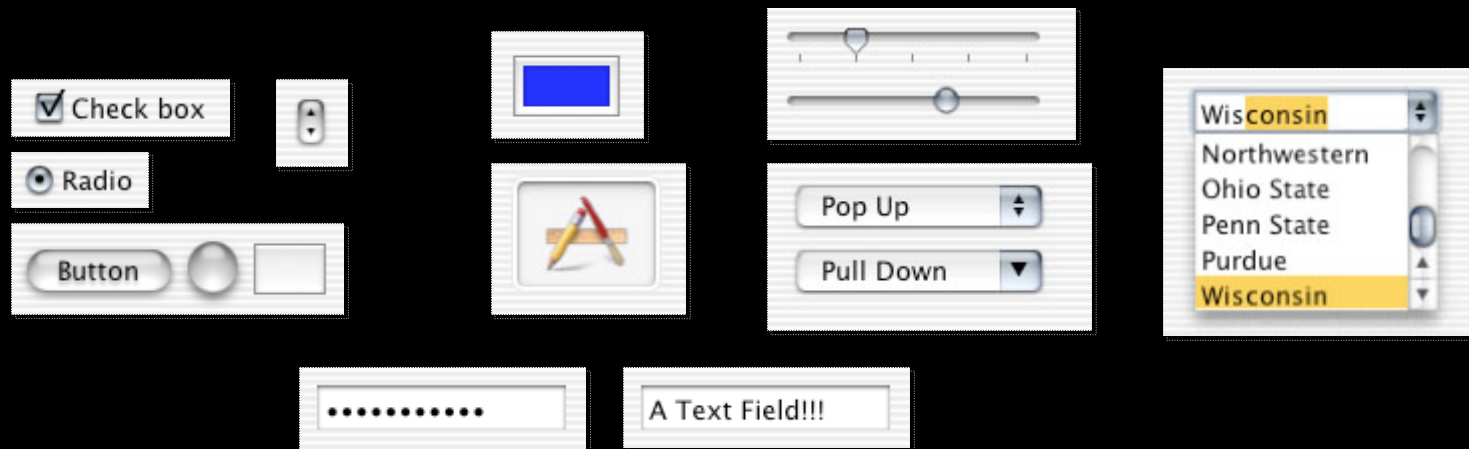 Check box
Radio
Button
Pop Up
Pull Down
Wisconsin
Northwestern
Ohio State
Penn State
Purdue
Wisconsin
•••••••••••
A Text Field!!!